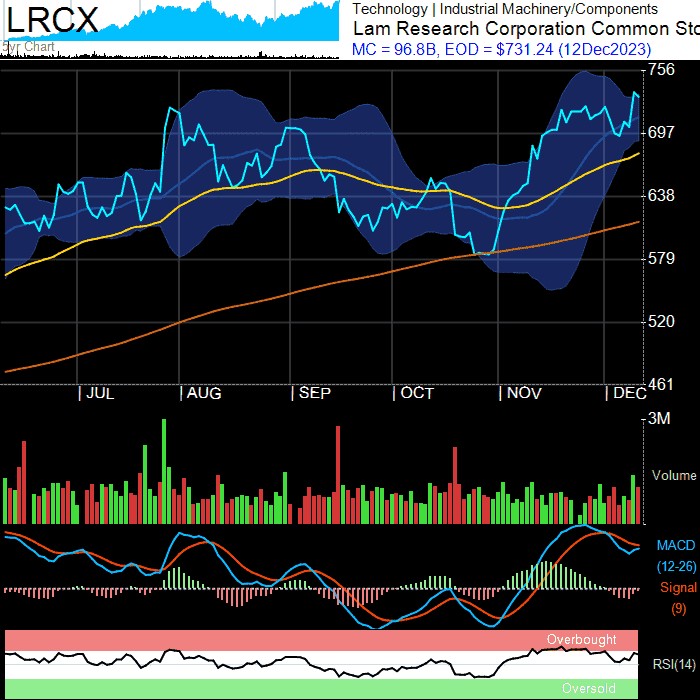 LRCX
5yr Chart
Technology | Industrial Machinery/Components
Lam Research Corporation Common Sto
MC = 96.8B, EOD = $731.24 (12Dec2023)
756
697
638
579
520
461
JUL AUG SEP OCT NOV DEC
3M
Volume
MACD
(12-26)
Signal
(9)
Overbought
RSI(14)
Oversold